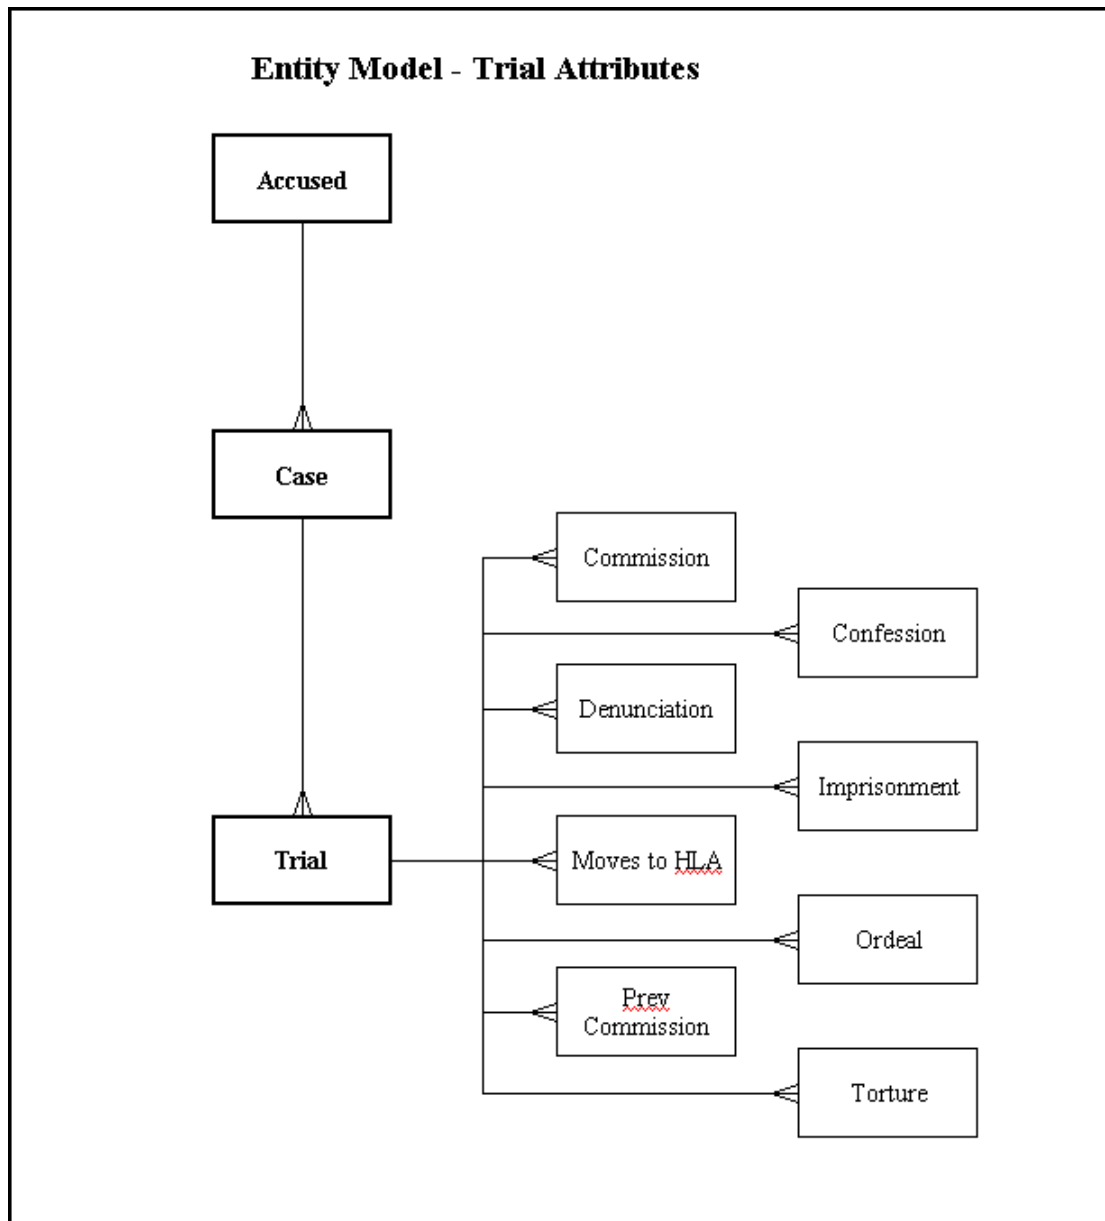 Entity Model - Trial Attributes
Accused
Case
Commission
Confession
Denunciation
Imprisonment
Trial
Moves to HLA
Ordeal
Prev
Commission
Torture